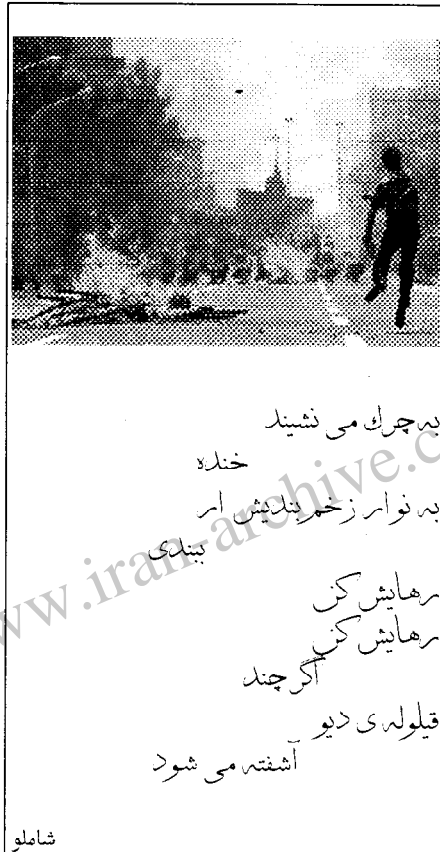 به چرك می نشیند
خنده
به نوار زخم بندیش ار
ببندی
رهایش کن
رهایش کن
اگر چند
قیلوله ی دیو
آشفته می شود
شاملو
www.iran-archive.c